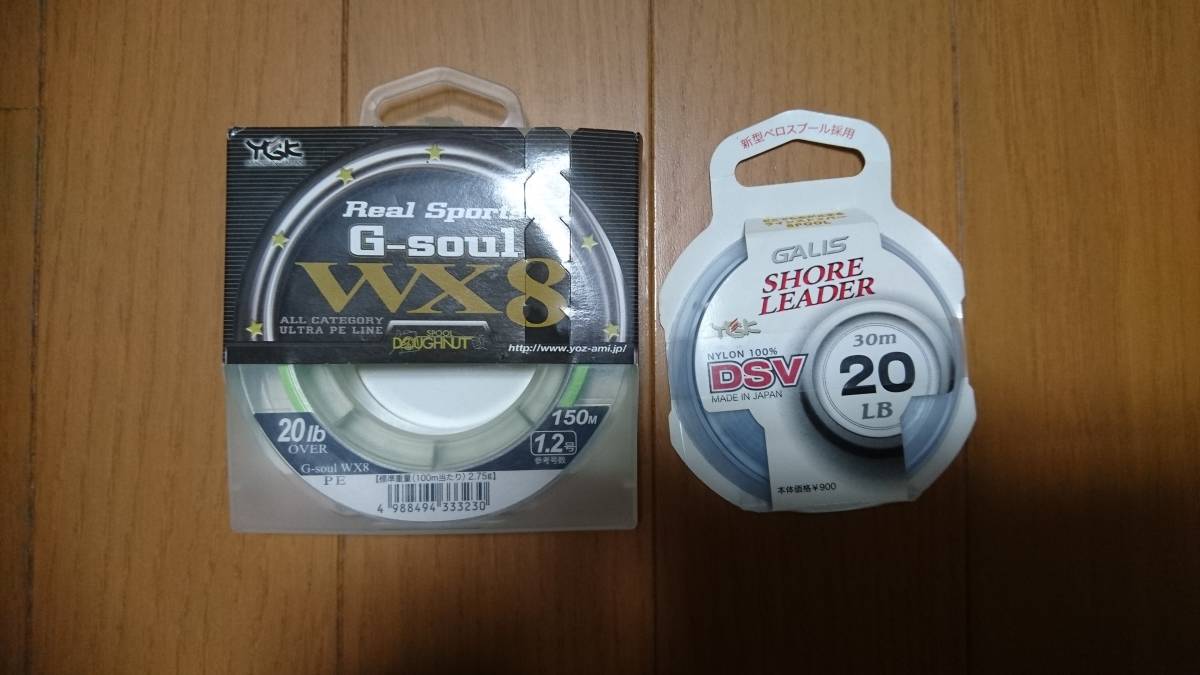 YGK
Real Sports
G-soul
WX8
ALL CATEGORY
ULTRA PE LINE
SPOOL
DOUGHNUT
http://www.yoz-ami.jp/
20lb
OVER
150M
1.2号
参考号数
G-soul WX8
PE
【標準重量(100m当たり) 2.75g】
4 988494 333230
新型ベロスプール採用
SPOOL
GALIS
SHORE
LEADER
YGK
NYLON 100%
DSV
MADE IN JAPAN
30m
20
LB
本体価格¥900